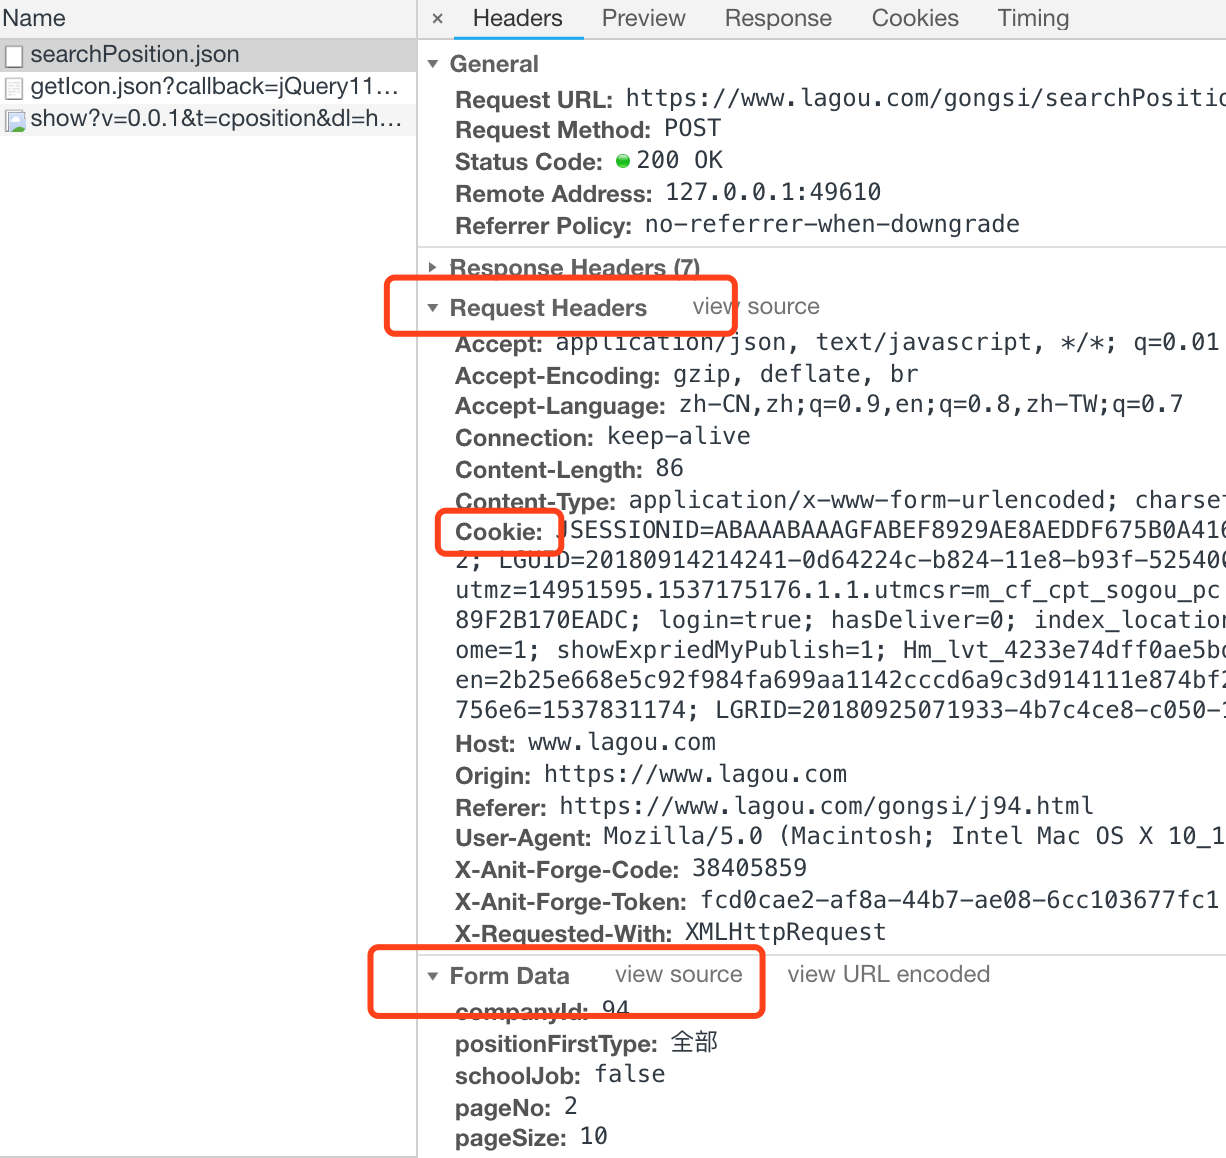 Name
searchPosition.json
getIcon.json?callback=jQuery11...
show?v=0.0.1&t=cposition&dl=h...
× Headers Preview Response Cookies Timing
General
Request URL: https://www.lagou.com/gongsi/searchPositio
Request Method: POST
Status Code: 200 OK
Remote Address: 127.0.0.1:49610
Referrer Policy: no-referrer-when-downgrade
Response Headers (7)
Request Headers view source
Accept: application/json, text/javascript, */*; q=0.01
Accept-Encoding: gzip, deflate, br
Accept-Language: zh-CN,zh;q=0.9,en;q=0.8,zh-TW;q=0.7
Connection: keep-alive
Content-Length: 86
Content-Type: application/x-www-form-urlencoded; charset
Cookie: JSESSIONID=ABAAABAAAGFABEF8929AE8AEDDF675B0A416
2; LGUID=20180914214241-0d64224c-b824-11e8-b93f-525400
utmz=14951595.1537175176.1.1.utmcsr=m_cf_cpt_sogou_pc
89F2B170EADC; login=true; hasDeliver=0; index_location
ome=1; showExpriedMyPublish=1; Hm_lvt_4233e74dff0ae5bd
en=2b25e668e5c92f984fa699aa1142cccd6a9c3d914111e874bf2
756e6=1537831174; LGRID=20180925071933-4b7c4ce8-c050-1
Host: www.lagou.com
Origin: https://www.lagou.com
Referer: https://www.lagou.com/gongsi/j94.html
User-Agent: Mozilla/5.0 (Macintosh; Intel Mac OS X 10_1
X-Anit-Forge-Code: 38405859
X-Anit-Forge-Token: fcd0cae2-af8a-44b7-ae08-6cc103677fc1
X-Requested-With: XMLHttpRequest
Form Data view source view URL encoded
companyId: 94
positionFirstType: 全部
schoolJob: false
pageNo: 2
pageSize: 10